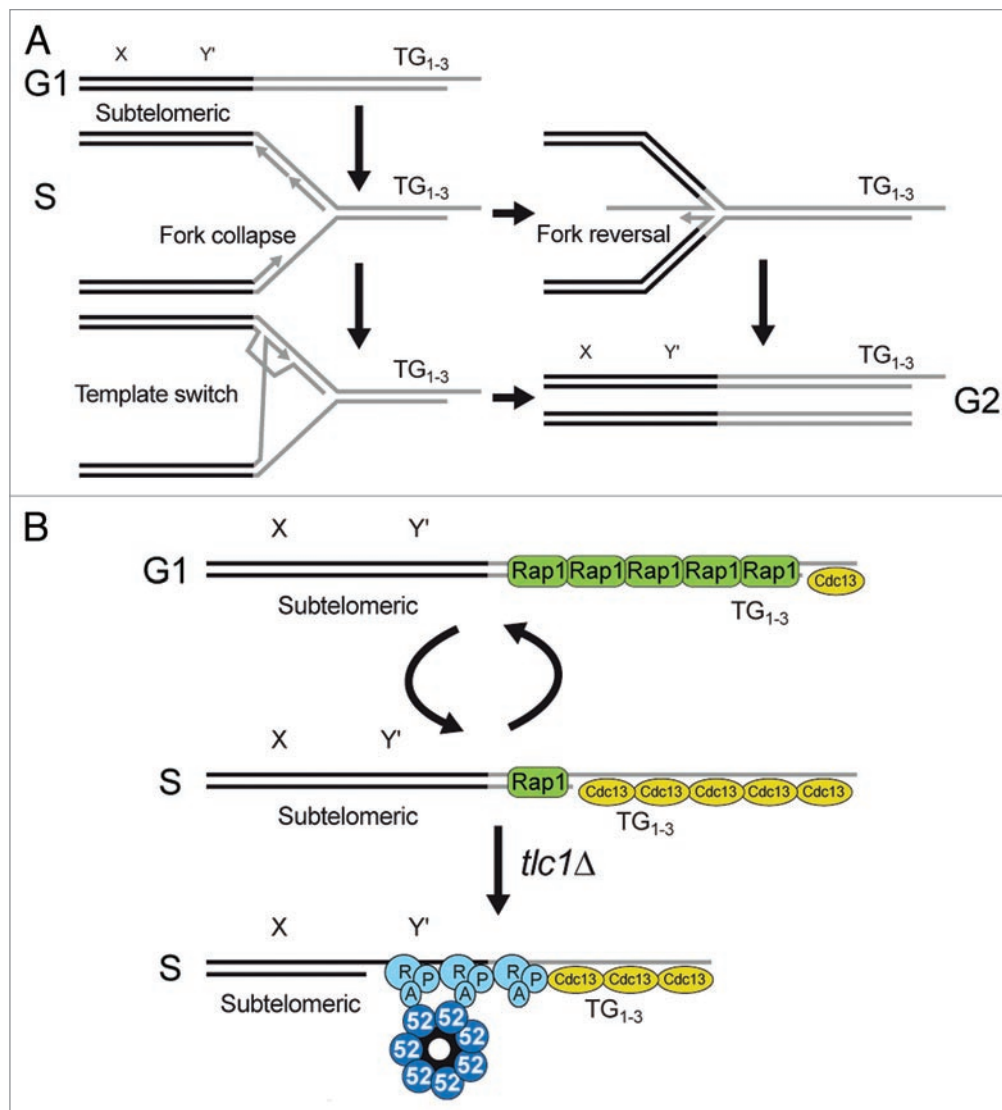 A
X Y' TG1-3
G1
Subtelomeric
S
TG1-3
TG1-3
Fork collapse
Fork reversal
X Y' TG1-3
TG1-3
Template switch
G2
B
X Y'
G1
Rap1 Rap1 Rap1 Rap1 Rap1
Cdc13
Subtelomeric
TG1-3
X Y'
S
Rap1
Cdc13 Cdc13 Cdc13 Cdc13 Cdc13
Subtelomeric
TG1-3
tlc1Δ
X Y'
S
R P A R P A R P A
Cdc13 Cdc13 Cdc13
Subtelomeric
TG1-3
52 52 52 52 52 52 52 52